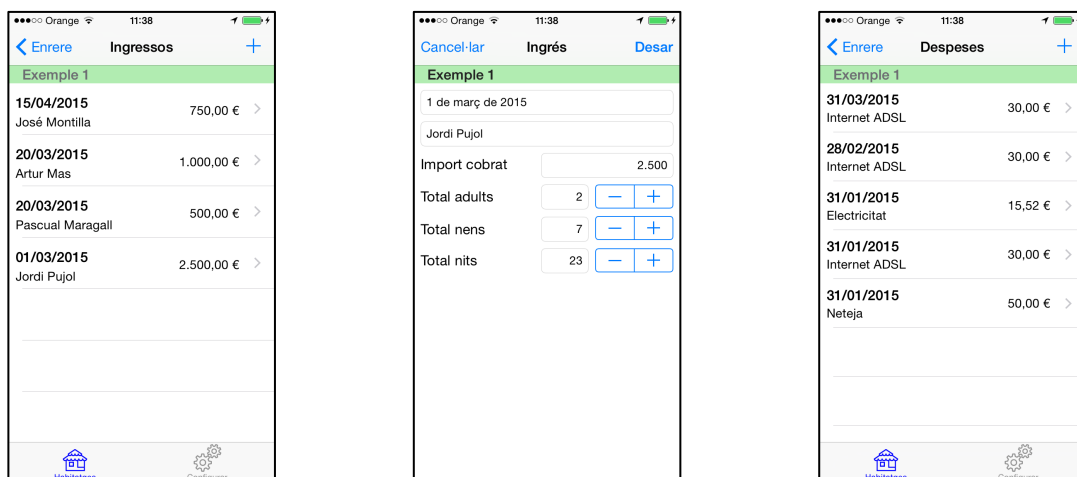 Orange 11:38
Enrere Ingressos +
Exemple 1
15/04/2015
José Montilla
750,00 €
20/03/2015
Artur Mas
1.000,00 €
20/03/2015
Pascual Maragall
500,00 €
01/03/2015
Jordi Pujol
2.500,00 €
Orange 11:38
Cancel·lar Ingrés Desar
Exemple 1
1 de març de 2015
Jordi Pujol
Import cobrat 2.500
Total adults 2 — +
Total nens 7 — +
Total nits 23 — +
Orange 11:38
Enrere Despeses +
Exemple 1
31/03/2015
Internet ADSL
30,00 €
28/02/2015
Internet ADSL
30,00 €
31/01/2015
Electricitat
15,52 €
31/01/2015
Internet ADSL
30,00 €
31/01/2015
Neteja
50,00 €